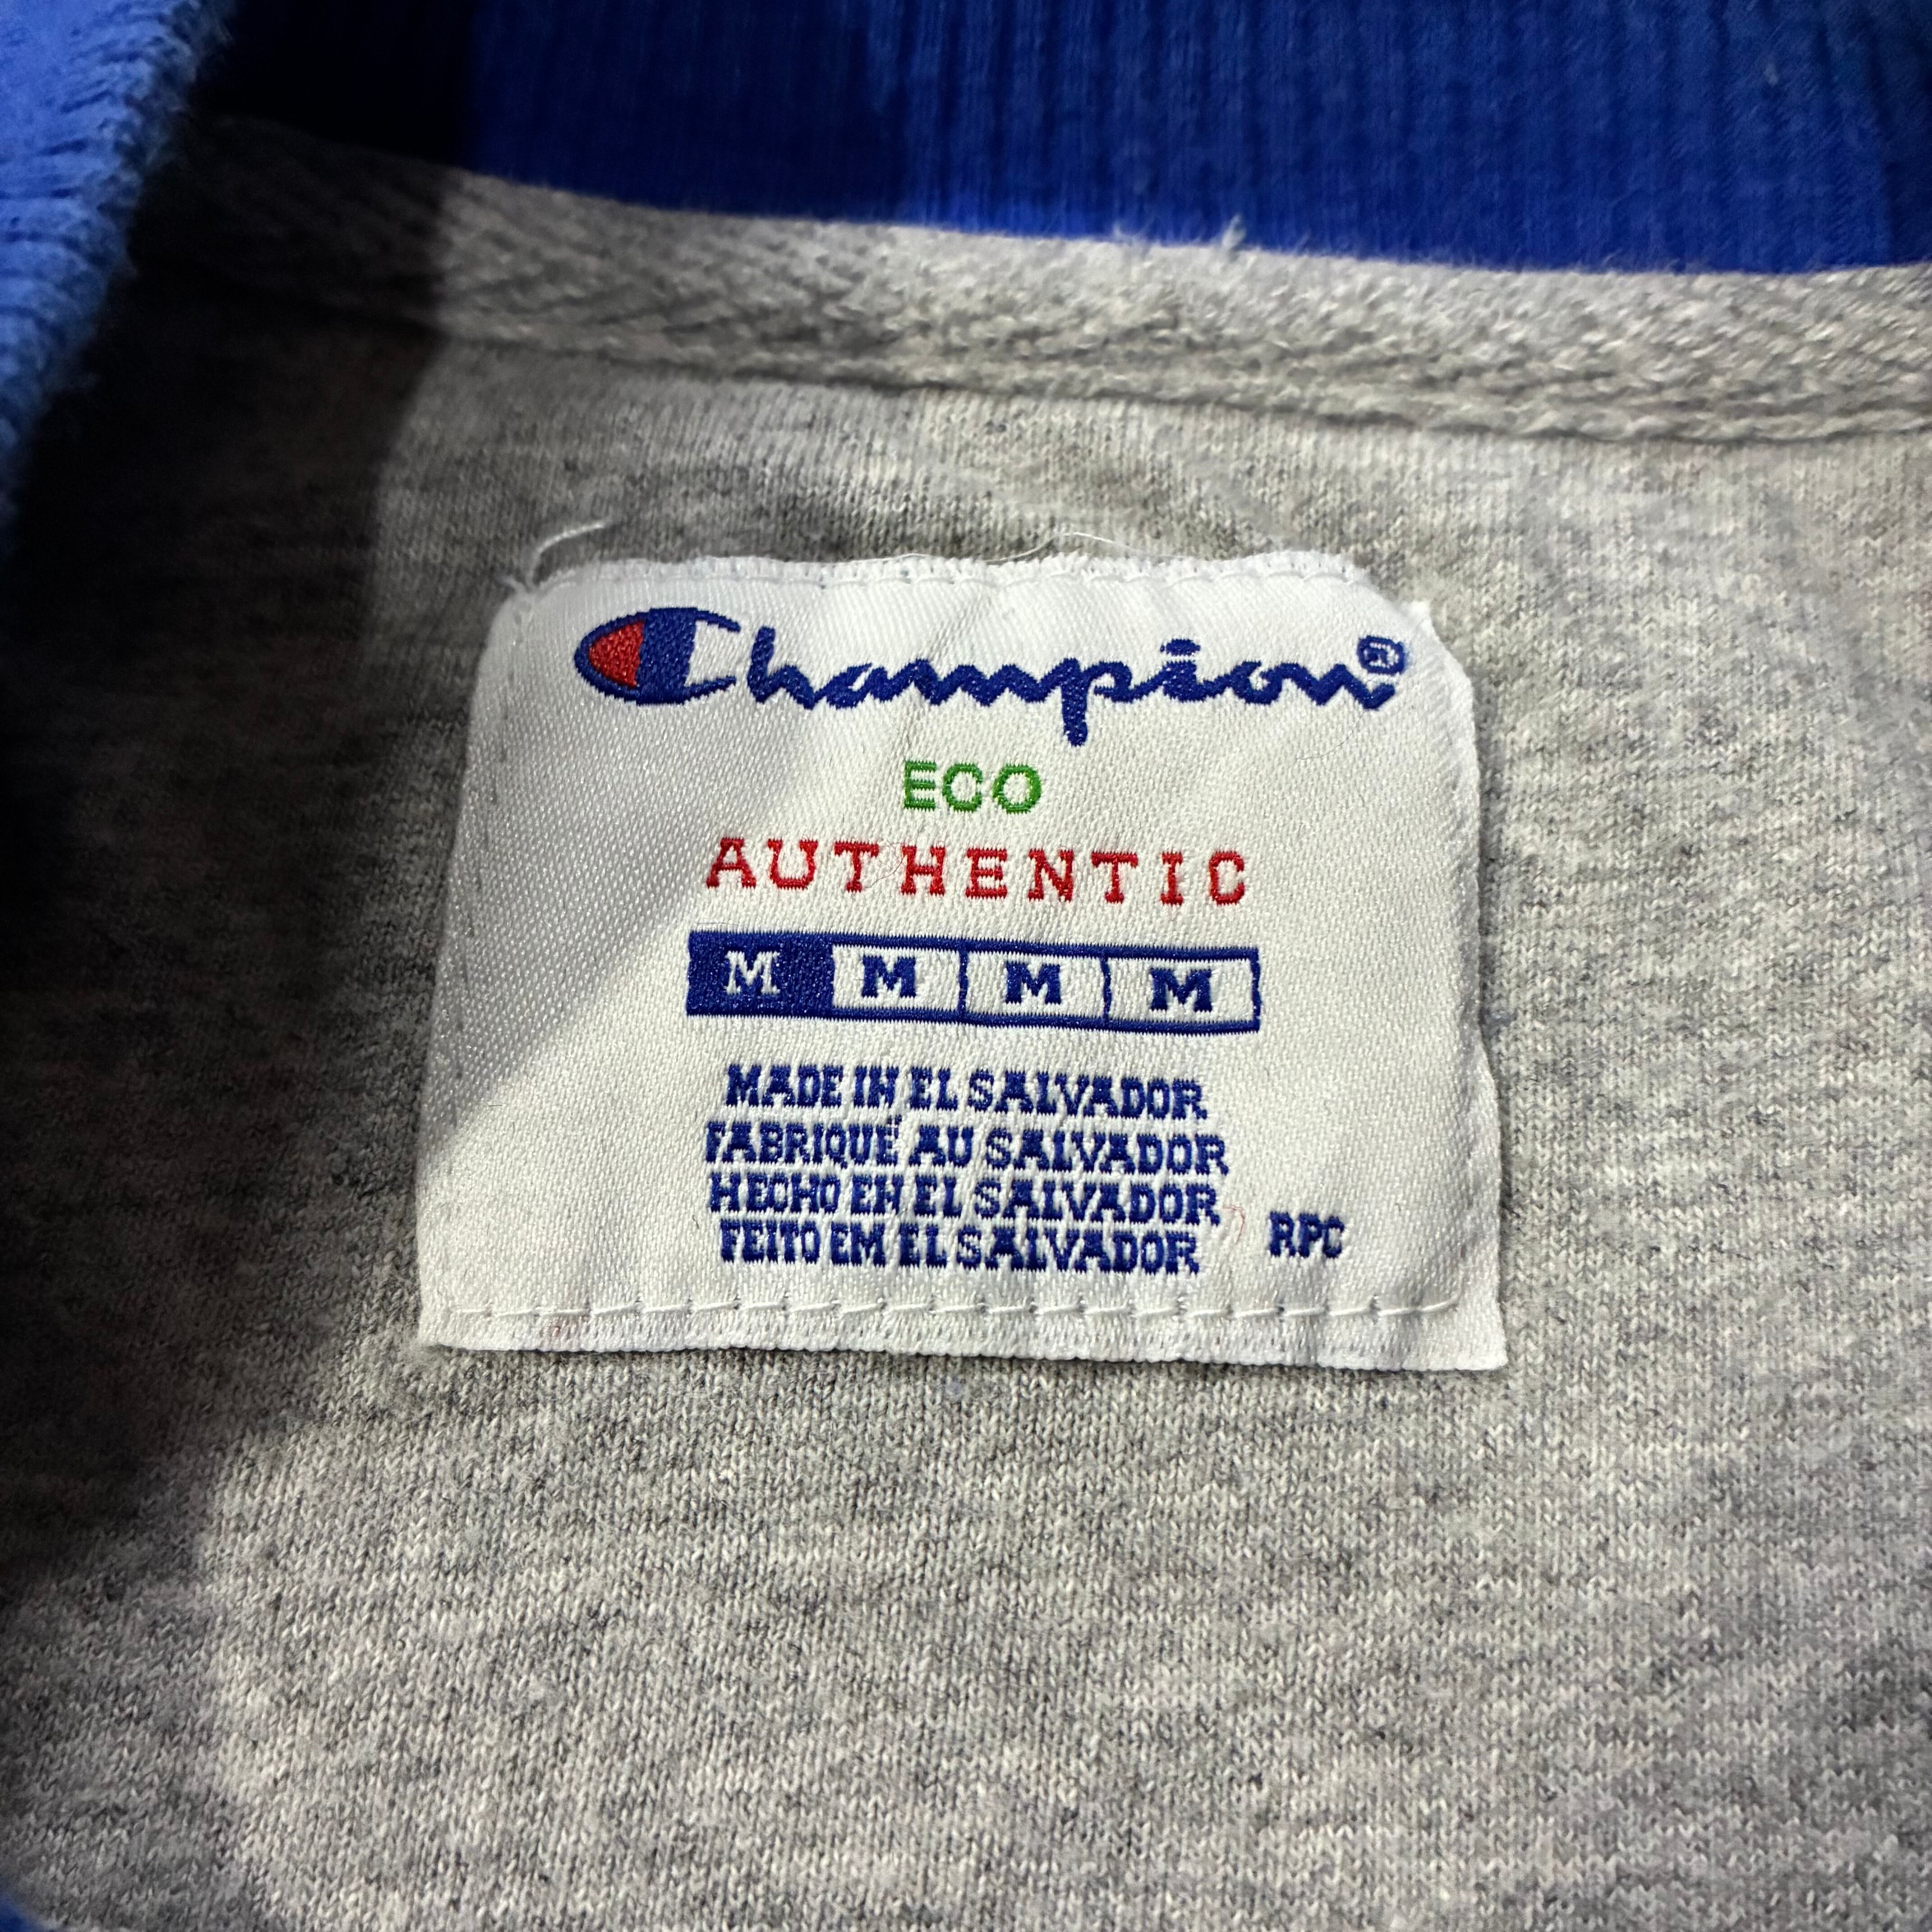 Champion®
ECO
AUTHENTIC
M M M M
MADE IN EL SALVADOR
FABRIQUÉ AU SALVADOR
HECHO EN EL SALVADOR
FEITO EM EL SALVADOR RPC